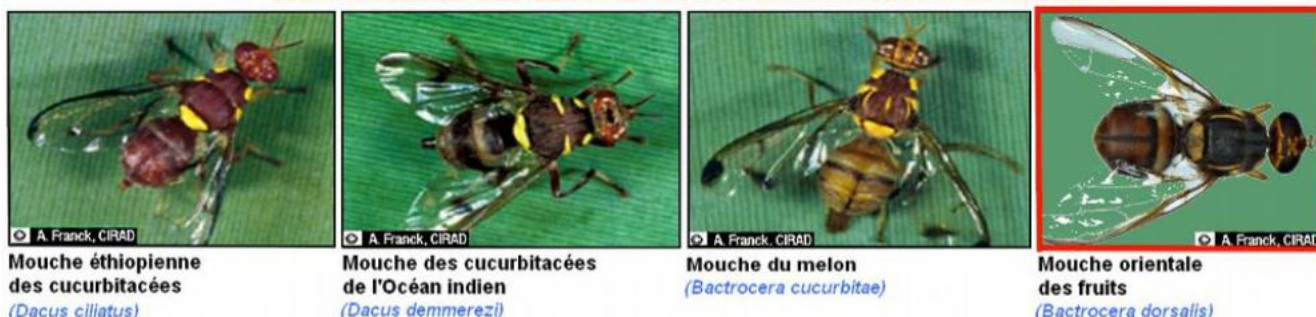 © A. Franck, CIRAD
© A. Franck, CIRAD
© A. Franck, CIRAD
© A. Franck, CIRAD
Mouche éthiopienne
des cucurbitacées
(Dacus ciliatus)
Mouche des cucurbitacées
de l'Océan indien
(Dacus demmerezi)
Mouche du melon
(Bactrocera cucurbitae)
Mouche orientale
des fruits
(Bactrocera dorsalis)